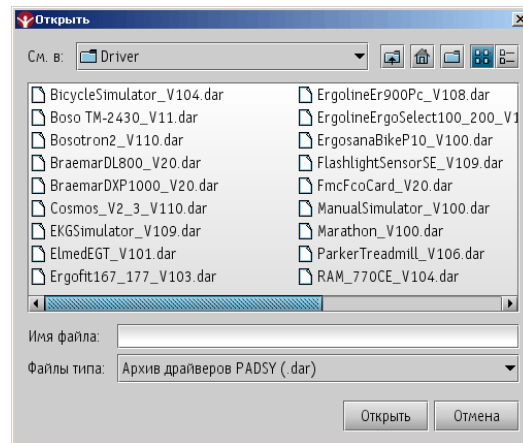 Открыть
См. в: Driver
BicycleSimulator_V104.dar
Boso TM-2430_V11.dar
Bosotron2_V110.dar
BraemarDL800_V20.dar
BraemarDXP1000_V20.dar
Cosmos_V2_3_V110.dar
EKGSimulator_V109.dar
ElmedEGT_V101.dar
Ergofit167_177_V103.dar
ErgolineEr900Pc_V108.dar
ErgolineErgoSelect100_200_V1
ErgosanaBikeP10_V100.dar
FlashlightSensorSE_V109.dar
FmcFcoCard_V20.dar
ManualSimulator_V100.dar
Marathon_V100.dar
ParkerTreadmill_V106.dar
RAM_770CE_V104.dar
Имя файла:
Файлы типа: Архив драйверов PADSY (.dar)
Открыть Отмена